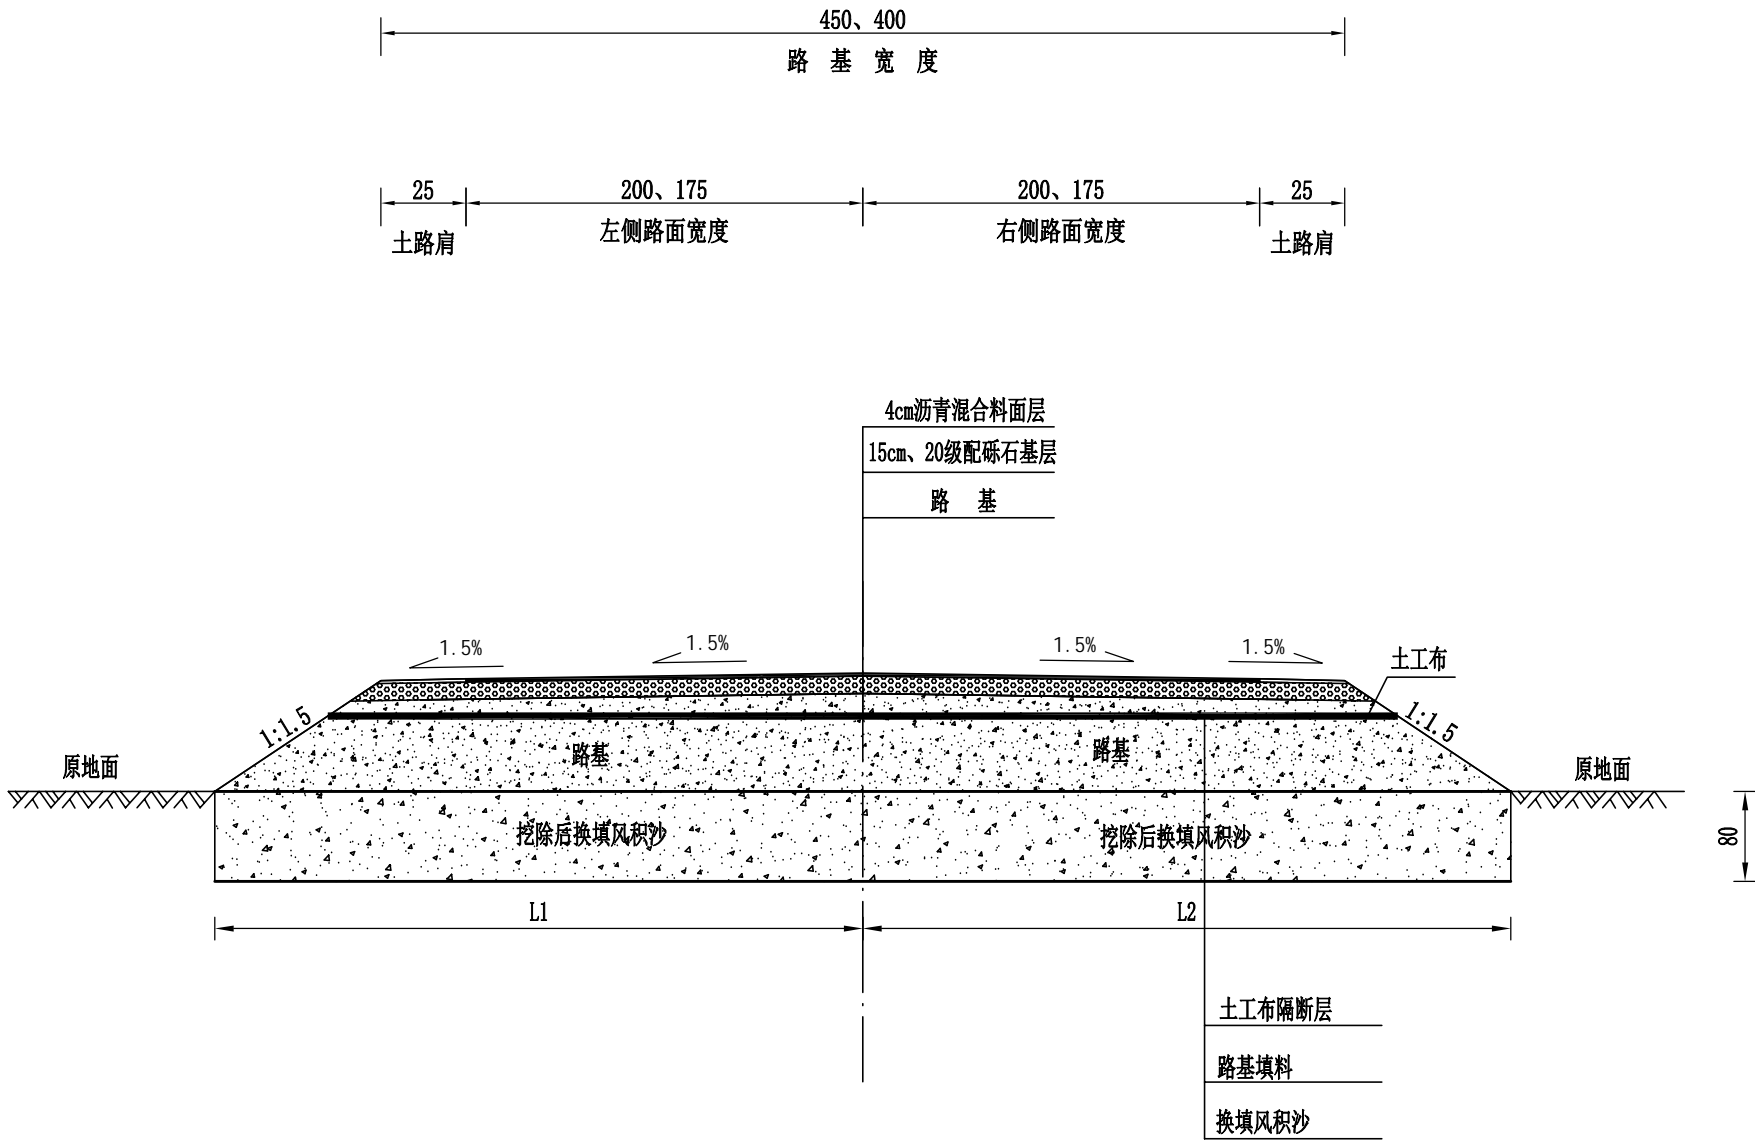 450、400
路 基 宽 度
25
200、175
200、175
25
土路肩
左侧路面宽度
右侧路面宽度
土路肩
4cm沥青混合料面层
15cm、20级配砾石基层
路 基
1.5%
1.5%
1.5%
1.5%
土工布
1:1.5
1:1.5
路基
路基
原地面
原地面
挖除后换填风积沙
挖除后换填风积沙
80
L1
L2
土工布隔断层
路基填料
换填风积沙